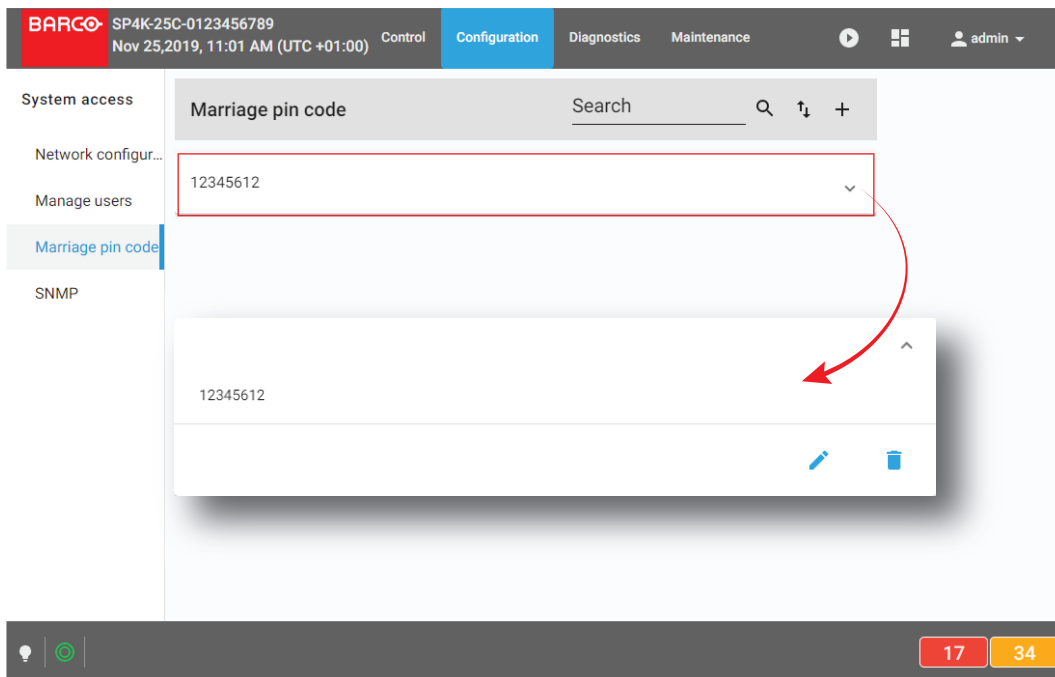 BARCO
SP4K-25C-0123456789
Nov 25,2019, 11:01 AM (UTC +01:00)
Control
Configuration
Diagnostics
Maintenance
admin
System access
Network configur...
Manage users
Marriage pin code
SNMP
Marriage pin code
Search
12345612
12345612
17
34